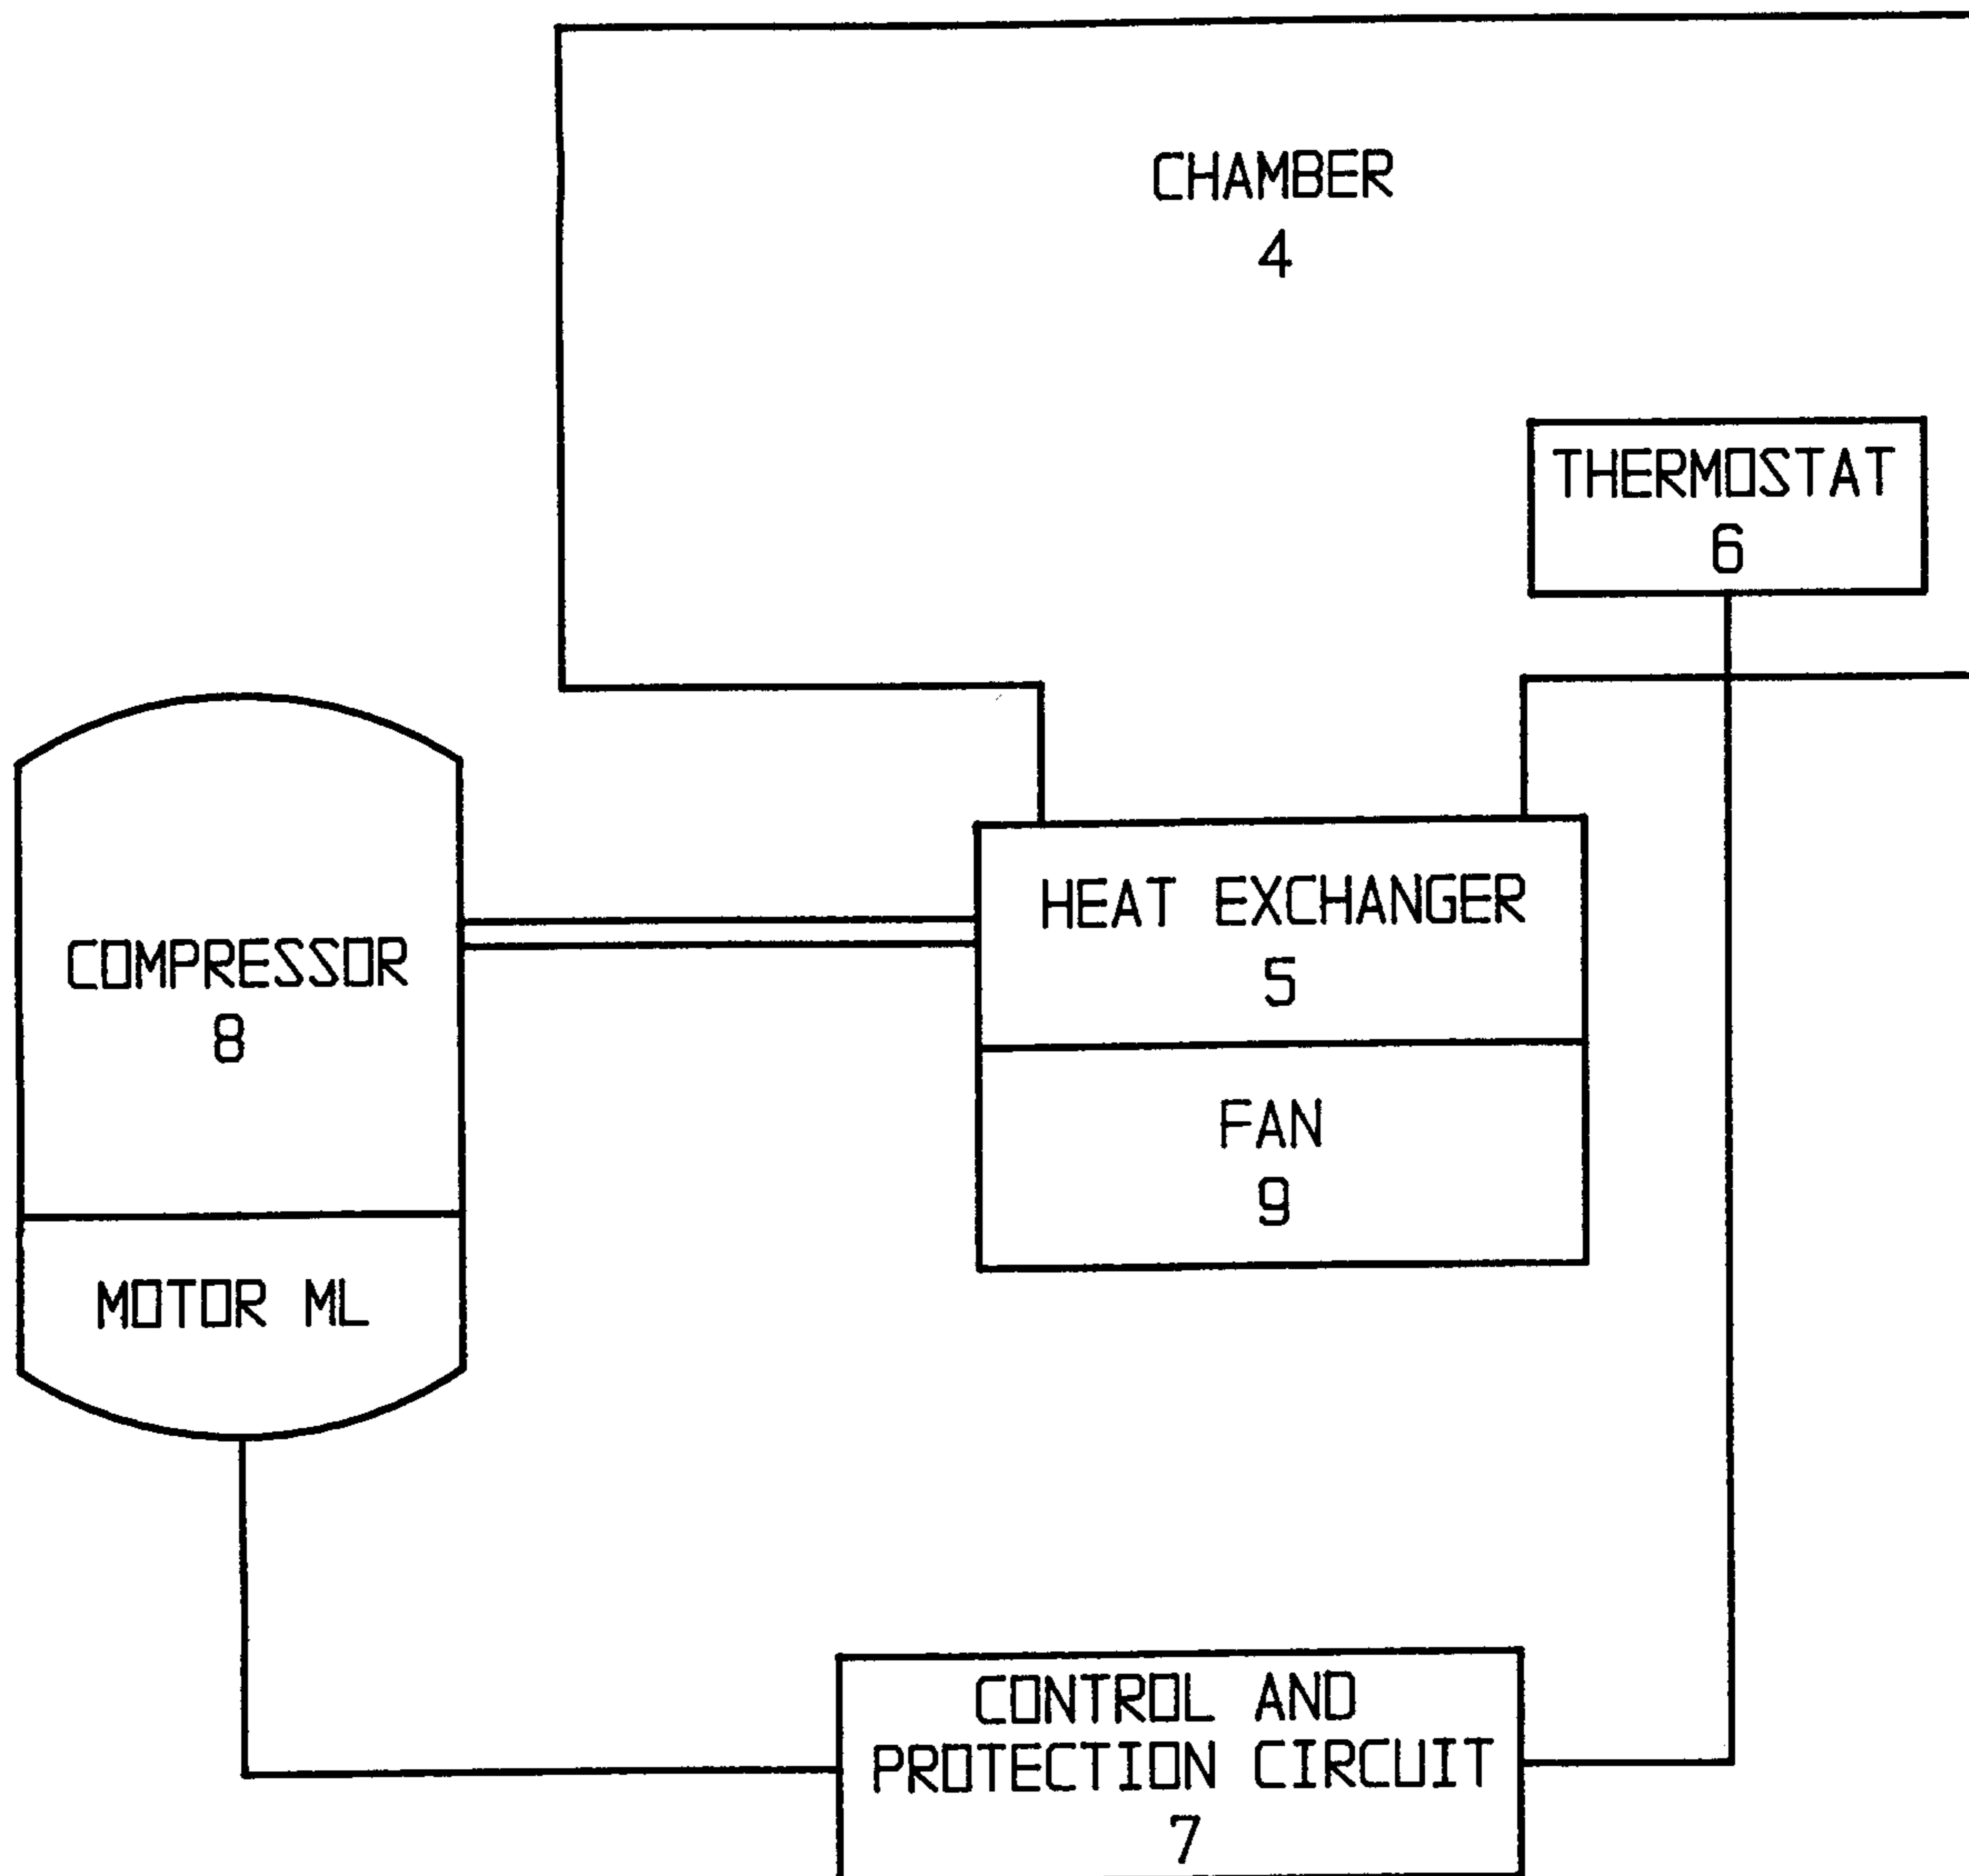 CHAMBER
4
THERMOSTAT
6
COMPRESSOR
8
HEAT EXCHANGER
5
FAN
9
MOTOR ML
CONTROL AND
PROTECTION CIRCUIT
7